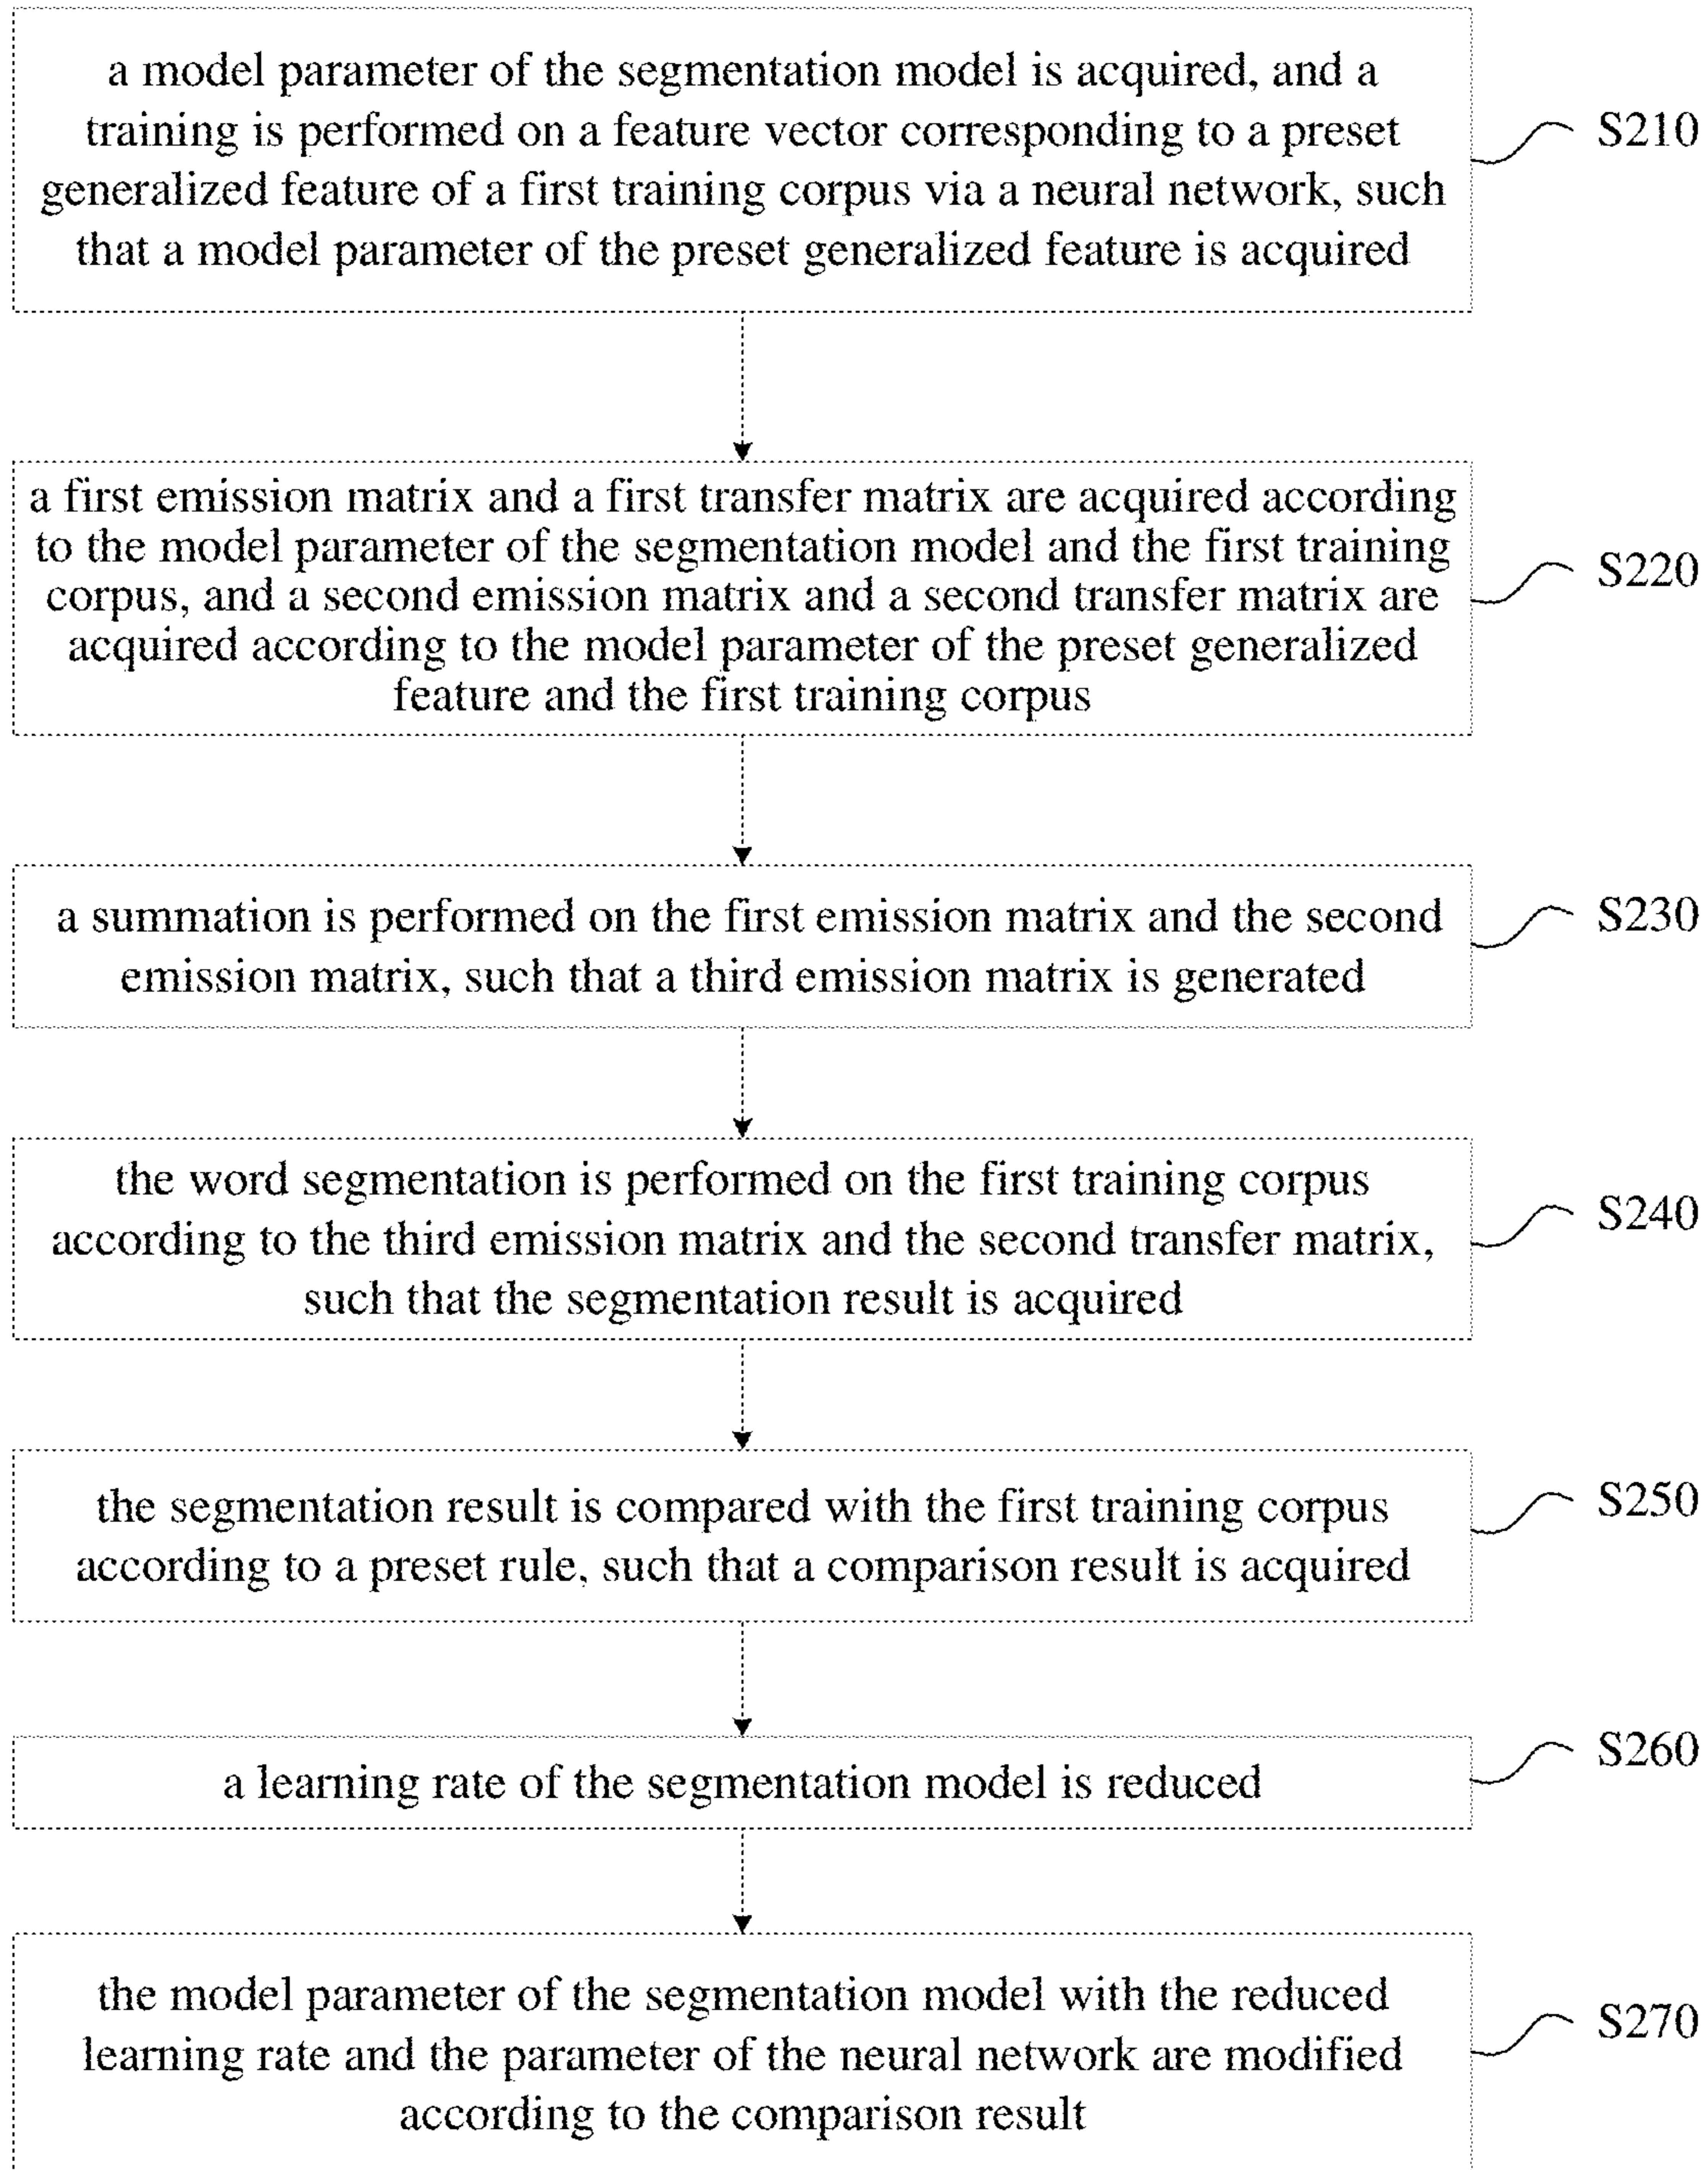 a model parameter of the segmentation model is acquired, and a
training is performed on a feature vector corresponding to a preset
generalized feature of a first training corpus via a neural network, such
that a model parameter of the preset generalized feature is acquired
S210
a first emission matrix and a first transfer matrix are acquired according
to the model parameter of the segmentation model and the first training
corpus, and a second emission matrix and a second transfer matrix are
acquired according to the model parameter of the preset generalized
feature and the first training corpus
S220
a summation is performed on the first emission matrix and the second
emission matrix, such that a third emission matrix is generated
S230
the word segmentation is performed on the first training corpus
according to the third emission matrix and the second transfer matrix,
such that the segmentation result is acquired
S240
the segmentation result is compared with the first training corpus
according to a preset rule, such that a comparison result is acquired
S250
a learning rate of the segmentation model is reduced
S260
the model parameter of the segmentation model with the reduced
learning rate and the parameter of the neural network are modified
according to the comparison result
S270